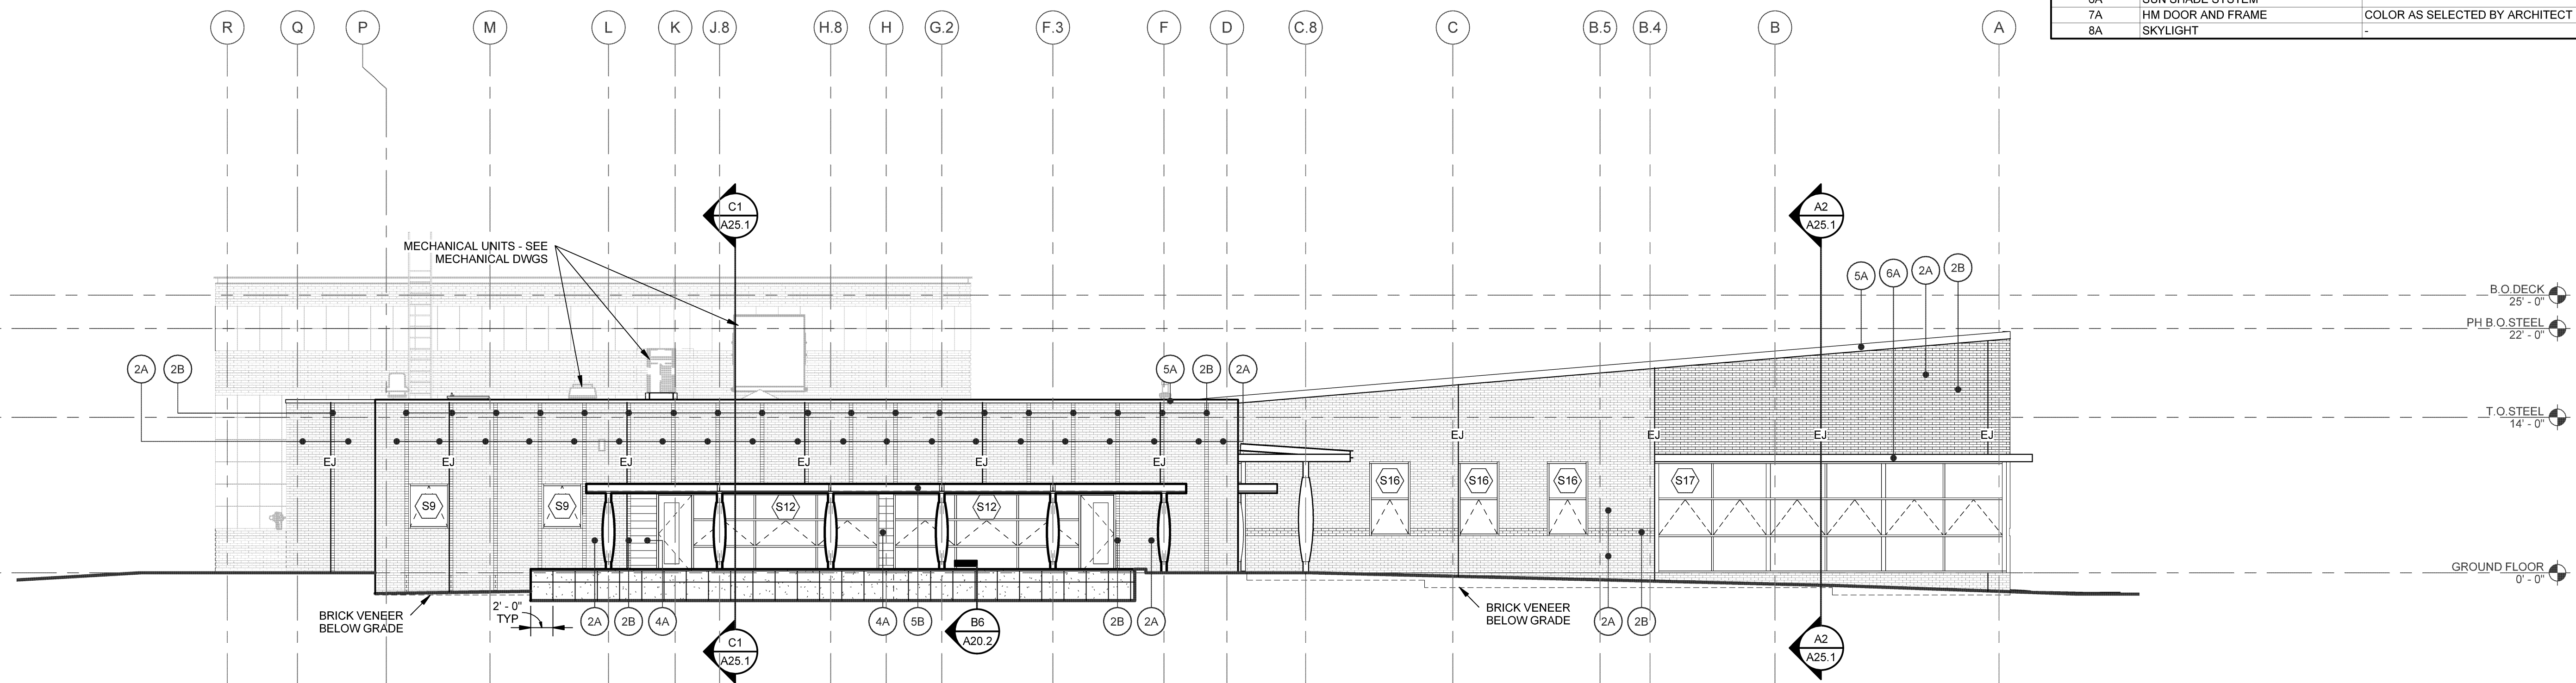 R Q P M L K J.8 H.8 H G.2 F.3 F D C.8 C B.5 B.4 B A
6A SUN SHADE SYSTEM
7A HM DOOR AND FRAME COLOR AS SELECTED BY ARCHITECT
8A SKYLIGHT -
C1
A25.1
A2
A25.1
MECHANICAL UNITS - SEE
MECHANICAL DWGS
5A 6A 2A 2B
B.O.DECK
25' - 0"
PH B.O.STEEL
22' - 0"
2A 2B
5A 2B 2A
T.O.STEEL
14' - 0"
EJ EJ EJ EJ EJ EJ
EJ EJ EJ EJ
S9 S9 S12 S12
S16 S16 S16 S17
GROUND FLOOR
0' - 0"
BRICK VENEER
BELOW GRADE
2' - 0"
TYP
2A 2B 4A 4A 5B
B6
A20.2
2B 2A
BRICK VENEER
BELOW GRADE
2A 2B
C1
A25.1
A2
A25.1